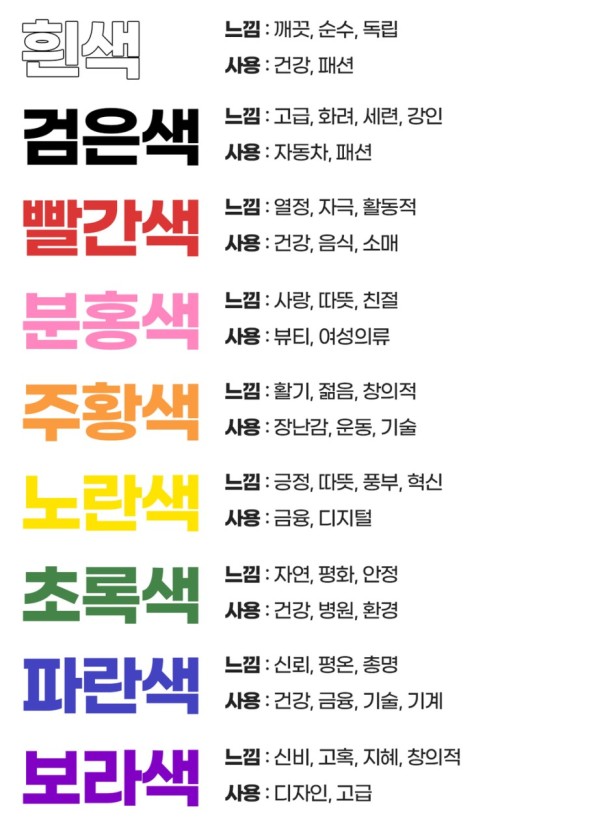 흰색
느낌 : 깨끗, 순수, 독립
사용 : 건강, 패션
검은색
느낌 : 고급, 화려, 세련, 강인
사용 : 자동차, 패션
빨간색
느낌 : 열정, 자극, 활동적
사용 : 건강, 음식, 소매
분홍색
느낌 : 사랑, 따뜻, 친절
사용 : 뷰티, 여성의류
주황색
느낌 : 활기, 젊음, 창의적
사용 : 장난감, 운동, 기술
노란색
느낌 : 긍정, 따뜻, 풍부, 혁신
사용 : 금융, 디지털
초록색
느낌 : 자연, 평화, 안정
사용 : 건강, 병원, 환경
파란색
느낌 : 신뢰, 평온, 총명
사용 : 건강, 금융, 기술, 기계
보라색
느낌 : 신비, 고혹, 지혜, 창의적
사용 : 디자인, 고급